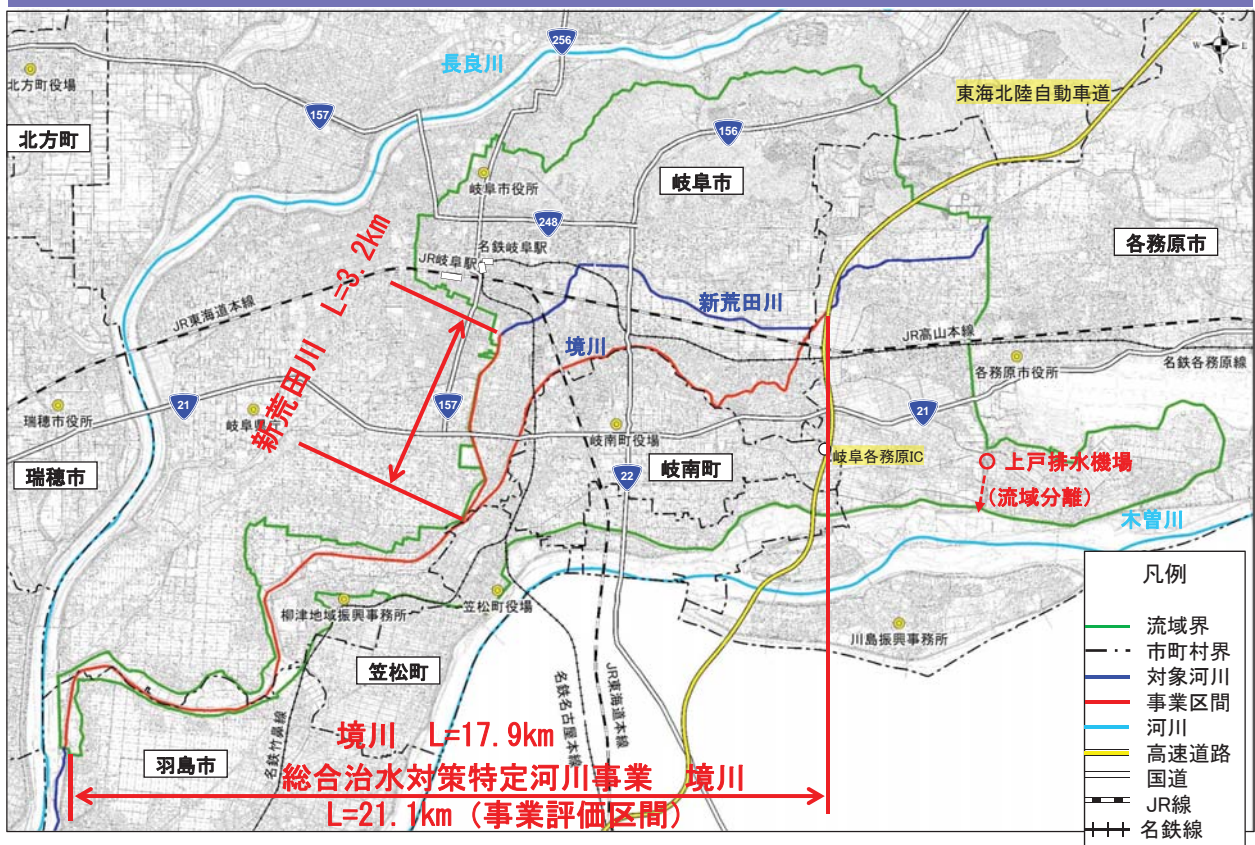 256
長良川
N
W
E
S
東海北陸自動車道
北方町役場
157
156
北方町
岐阜市役所
岐阜市
248
各務原市
名鉄岐阜駅
JR岐阜駅
新荒田川
L=3.2km
新荒田川
JR東海道本線
境川
JR高山本線
名鉄各務原線
各務原市役所
瑞穂市役所
21
157
21
岐阜県庁
岐南町役場
岐阜各務原IC
瑞穂市
22
岐南町
上戸排水機場
(流域分離)
木曽川
柳津地域振興事務所
笠松町役場
川島振興事務所
笠松町
羽島市
名鉄竹鼻線
名鉄名古屋本線
JR東海道本線
境川 L=17.9km
総合治水対策特定河川事業 境川
L=21.1km(事業評価区間)
凡例
流域界
市町村界
対象河川
事業区間
河川
高速道路
国道
JR線
名鉄線